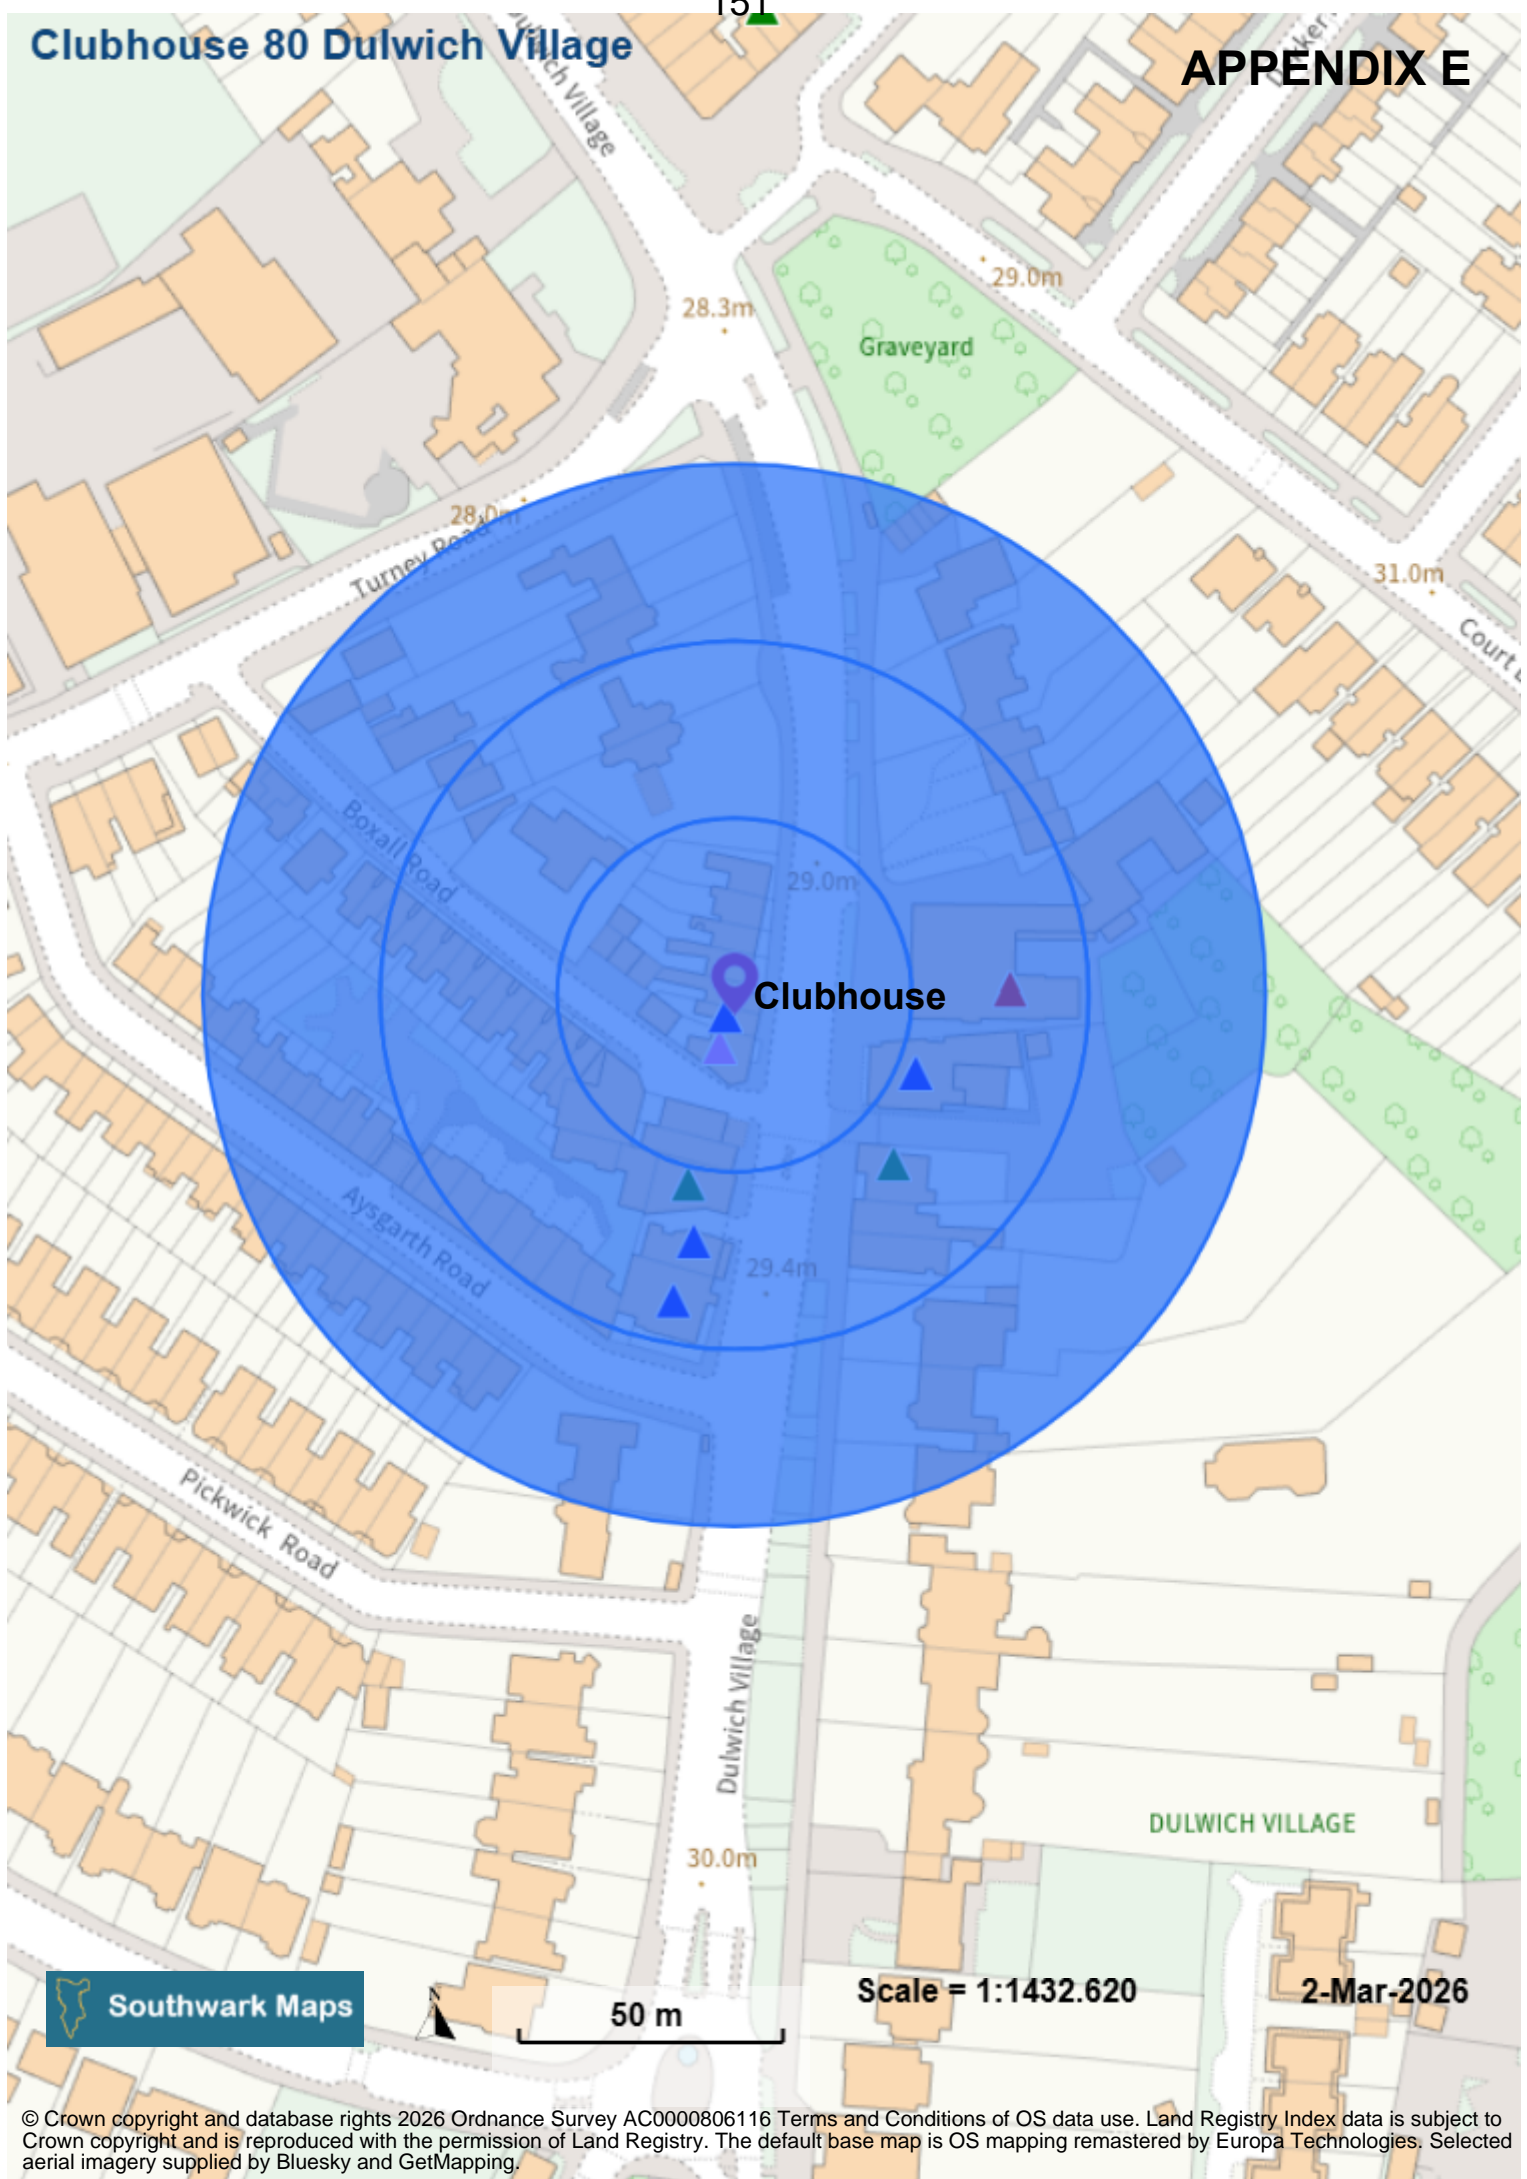 151
Clubhouse 80 Dulwich Village
APPENDIX E
Dulwich Village
28.3m
29.0m
Graveyard
28.0m
Turney Road
31.0m
Court
Boxall Road
29.0m
Clubhouse
Aysgarth Road
29.4m
Pickwick Road
Dulwich Village
DULWICH VILLAGE
30.0m
Southwark Maps
N
50 m
Scale = 1:1432.620
2-Mar-2026
© Crown copyright and database rights 2026 Ordnance Survey AC0000806116 Terms and Conditions of OS data use. Land Registry Index data is subject to
Crown copyright and is reproduced with the permission of Land Registry. The default base map is OS mapping remastered by Europa Technologies. Selected
aerial imagery supplied by Bluesky and GetMapping.